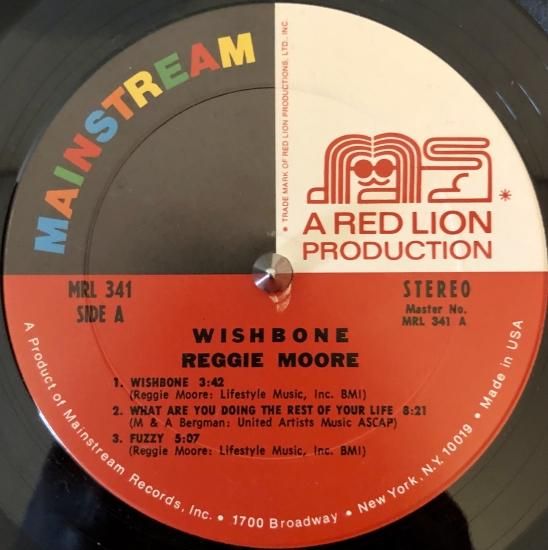 MAINSTREAM
• TRADE MARK OF RED LION PRODUCTIONS, LTD., INC.
*
A RED LION
PRODUCTION
MRL 341
SIDE A
STEREO
Master No.
MRL 341 A
WISHBONE
REGGIE MOORE
1. WISHBONE 3:42
(Reggie Moore: Lifestyle Music, Inc. BMI)
2. WHAT ARE YOU DOING THE REST OF YOUR LIFE 8:21
(M & A Bergman: United Artists Music ASCAP)
3. FUZZY 5:07
(Reggie Moore: Lifestyle Music, Inc. BMI)
A Product of Mainstream Records, Inc. • 1700 Broadway • New York, N.Y. 10019 • Made in USA